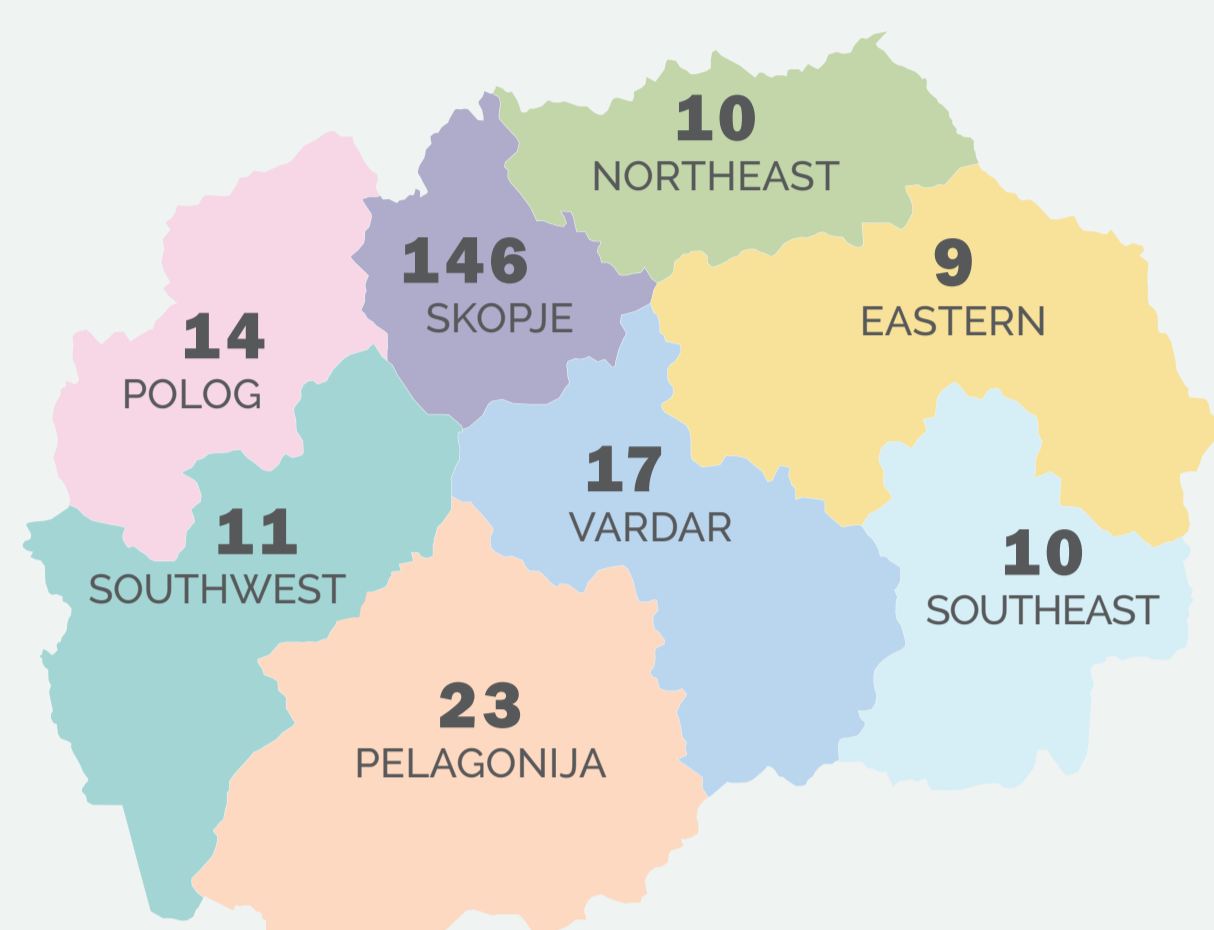 10
NORTHEAST
146
SKOPJE
9
EASTERN
14
POLOG
17
VARDAR
11
SOUTHWEST
10
SOUTHEAST
23
PELAGONIJA